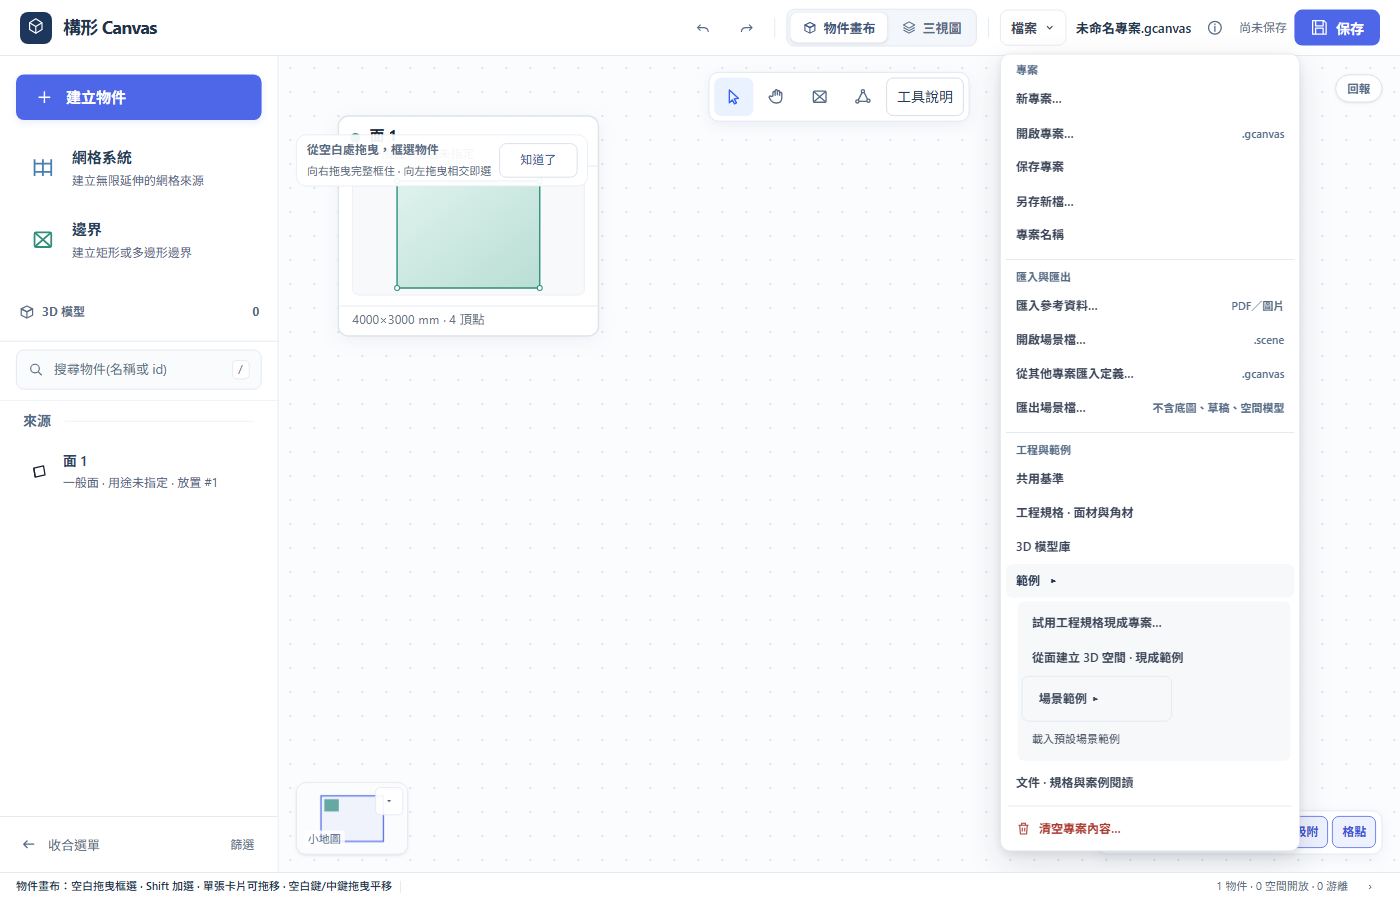 構形 Canvas
物件畫布
三視圖
檔案
未命名專案.gcanvas
尚未保存
保存
建立物件
網格系統
建立無限延伸的網格來源
邊界
建立矩形或多邊形邊界
3D 模型
0
搜尋物件(名稱或 id)
/
來源
面 1
一般面 · 用途未指定 · 放置 #1
收合選單
篩選
面 1
從空白處拖曳，框選物件
向右拖曳完整框住 · 向左拖曳相交即選
知道了
4000×3000 mm · 4 頂點
工具說明
回報
小地圖
專案
新專案...
開啟專案...
.gcanvas
保存專案
另存新檔...
專案名稱
匯入與匯出
匯入參考資料...
PDF／圖片
開啟場景檔...
.scene
從其他專案匯入定義...
.gcanvas
匯出場景檔...
不含底圖、草稿、空間模型
工程與範例
共用基準
工程規格 · 面材與角材
3D 模型庫
範例 ▸
試用工程規格現成專案...
從面建立 3D 空間 · 現成範例
場景範例 ▸
載入預設場景範例
文件 · 規格與案例閱讀
清空專案內容...
吸附
格點
物件畫布：空白拖曳框選 · Shift 加選 · 單張卡片可拖移 · 空白鍵/中鍵拖曳平移
1 物件 · 0 空間開放 · 0 游離